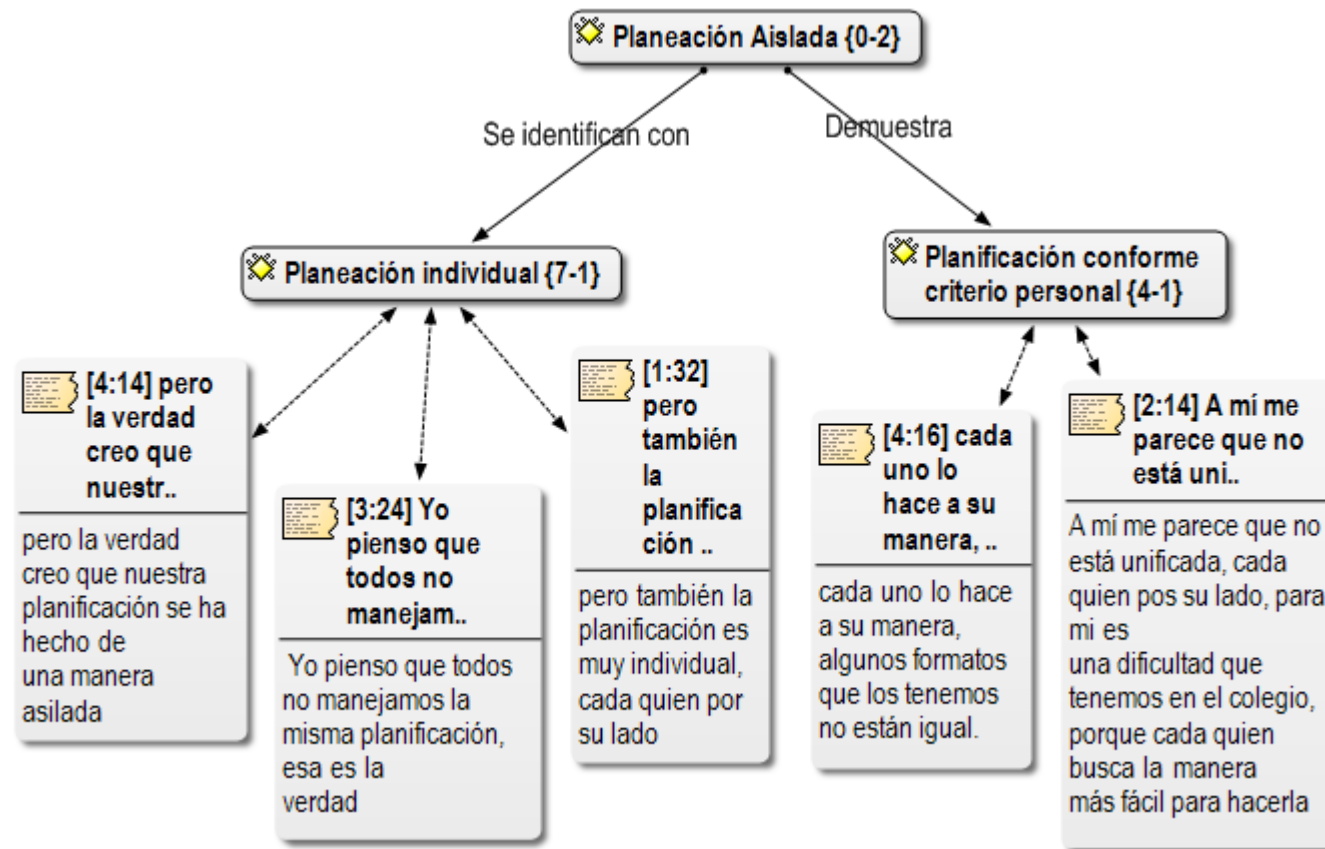 Planeación Aislada {0-2}
Se identifican con
Demuestra
Planeación individual {7-1}
Planificación conforme
criterio personal {4-1}
[4:14] pero
la verdad
creo que
nuestr..
pero la verdad
creo que nuestra
planificación se ha
hecho de
una manera
asilada
[3:24] Yo
pienso que
todos no
manejam..
Yo pienso que todos
no manejamos la
misma planificación,
esa es la
verdad
[1:32]
pero
también
la
planifica
ción ..
pero también la
planificación es
muy individual,
cada quien por
su lado
[4:16] cada
uno lo
hace a su
manera, ..
cada uno lo hace
a su manera,
algunos formatos
que los tenemos
no están igual.
[2:14] A mí me
parece que no
está uni..
A mí me parece que no
está unificada, cada
quien pos su lado, para
mi es
una dificultad que
tenemos en el colegio,
porque cada quien
busca la manera
más fácil para hacerla